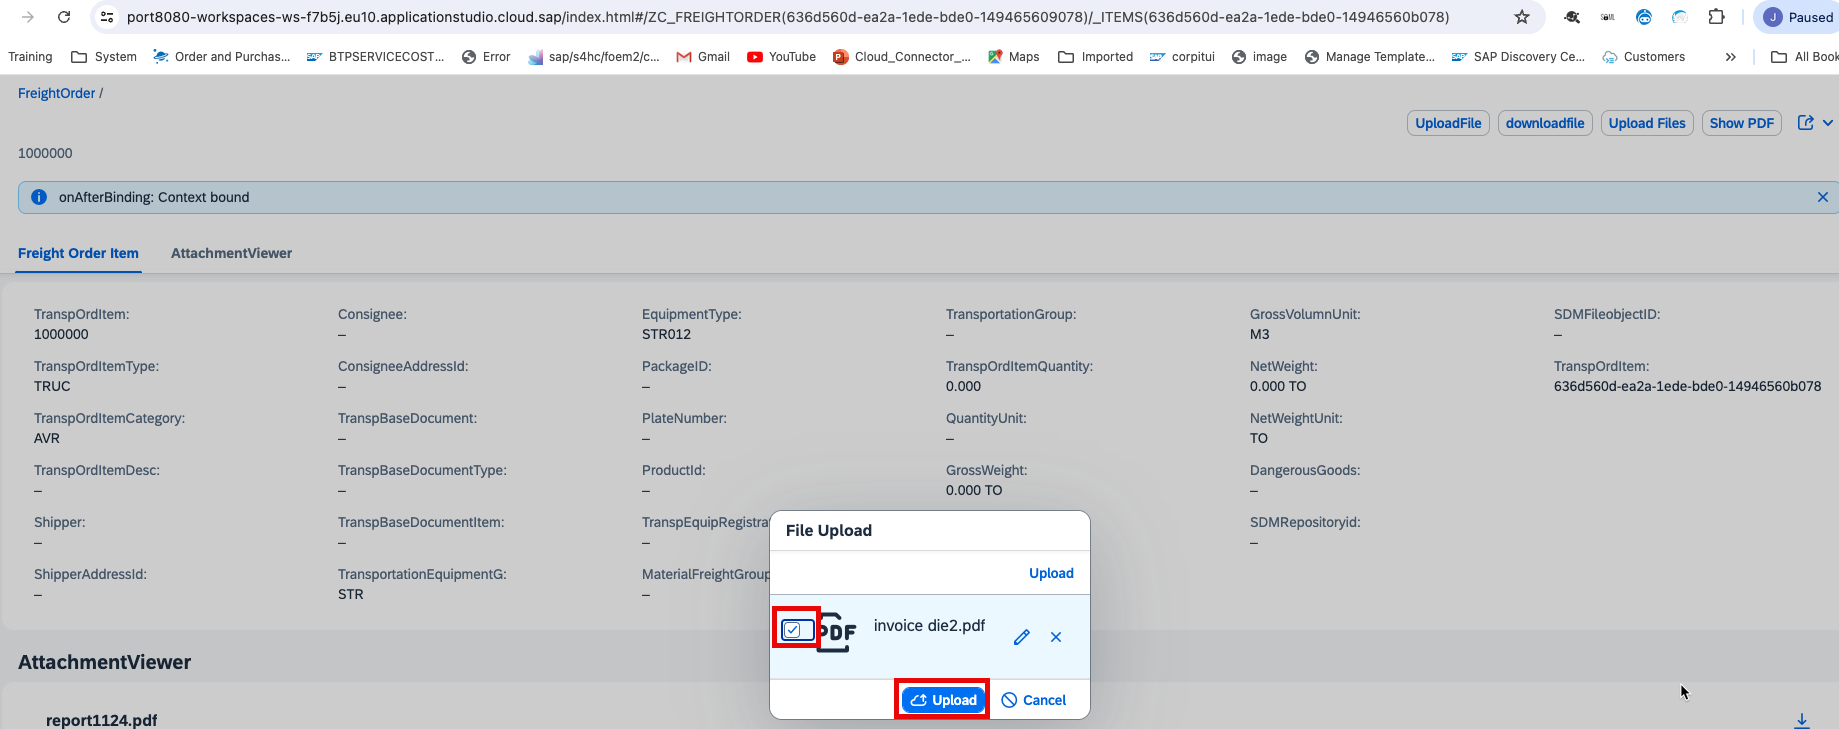 port8080-workspaces-ws-f7b5j.eu10.applicationstudio.cloud.sap/index.html#/ZC_FREIGHTORDER(636d560d-ea2a-1ede-bde0-149465609078)/_ITEMS(636d560d-ea2a-1ede-bde0-14946560b078)
J Paused
Training System Order and Purchas... BTPSERVICECOST... Error sap/s4hc/foem2/c... Gmail YouTube Cloud_Connector_... Maps Imported corpitui image Manage Template... SAP Discovery Ce... Customers » All Book
FreightOrder /
UploadFile downloadfile Upload Files Show PDF
1000000
onAfterBinding: Context bound
Freight Order Item AttachmentViewer
TranspOrdItem: Consignee: EquipmentType: TransportationGroup: GrossVolumnUnit: SDMFileobjectID:
1000000 – STR012 – M3 –
TranspOrdItemType: ConsigneeAddressId: PackageID: TranspOrdItemQuantity: NetWeight: TranspOrdItem:
TRUC – – 0.000 0.000 TO 636d560d-ea2a-1ede-bde0-14946560b078
TranspOrdItemCategory: TranspBaseDocument: PlateNumber: QuantityUnit: NetWeightUnit:
AVR – – – TO
TranspOrdItemDesc: TranspBaseDocumentType: ProductId: GrossWeight: DangerousGoods:
– – – 0.000 TO –
Shipper: TranspBaseDocumentItem: TranspEquipRegistra SDMRepositoryid:
– – – –
ShipperAddressId: TransportationEquipmentG: MaterialFreightGroup
– STR –
File Upload
Upload
PDF invoice die2.pdf
Upload Cancel
AttachmentViewer
report1124.pdf